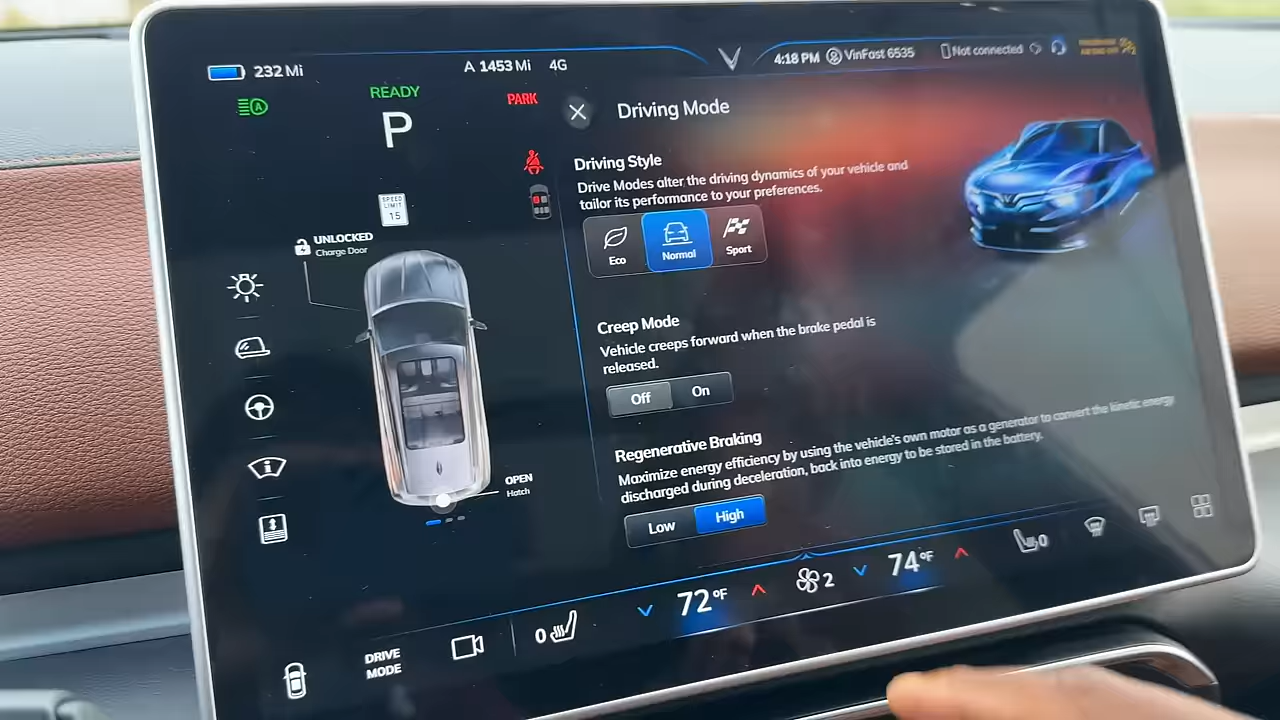 232 Mi
A 1453 Mi 4G
4:18 PM VinFast 6535
Not connected
READY
P
PARK
SPEED
LIMIT
15
UNLOCKED
Charge Door
OPEN
Hatch
Driving Mode
Driving Style
Drive Modes alter the driving dynamics of your vehicle and
tailor its performance to your preferences.
Eco Normal Sport
Creep Mode
Vehicle creeps forward when the brake pedal is
released.
Off On
Regenerative Braking
Maximize energy efficiency by using the vehicle's own motor as a generator to convert the kinetic energy
discharged during deceleration, back into energy to be stored in the battery.
Low High
DRIVE
MODE
0
72°F
2
74°F
0